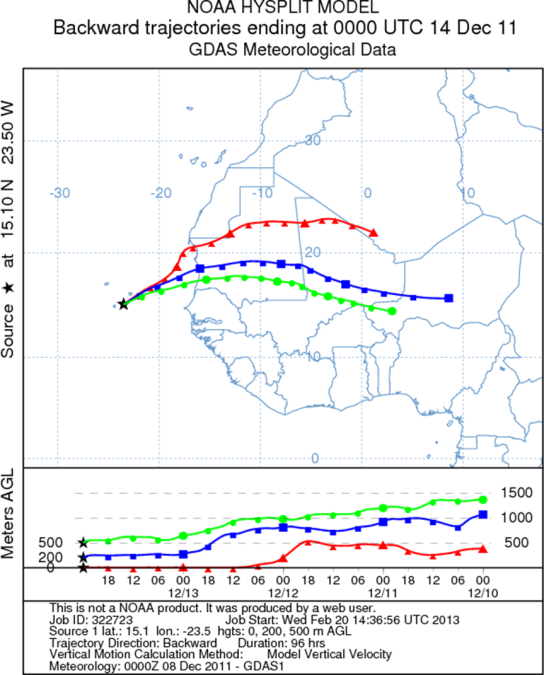 NOAA HYSPLIT MODEL
Backward trajectories ending at 0000 UTC 14 Dec 11
GDAS Meteorological Data
Source ★ at 15.10 N 23.50 W
30
-30 -20 -10 0 10
20
10
0
Meters AGL
1500
1000
500 500
200
0
18 12 06 00 18 12 06 00 18 12 06 00 18 12 06 00
12/13 12/12 12/11 12/10
This is not a NOAA product. It was produced by a web user.
Job ID: 322723 Job Start: Wed Feb 20 14:36:56 UTC 2013
Source 1 lat.: 15.1 lon.: -23.5 hgts: 0, 200, 500 m AGL
Trajectory Direction: Backward Duration: 96 hrs
Vertical Motion Calculation Method: Model Vertical Velocity
Meteorology: 0000Z 08 Dec 2011 - GDAS1